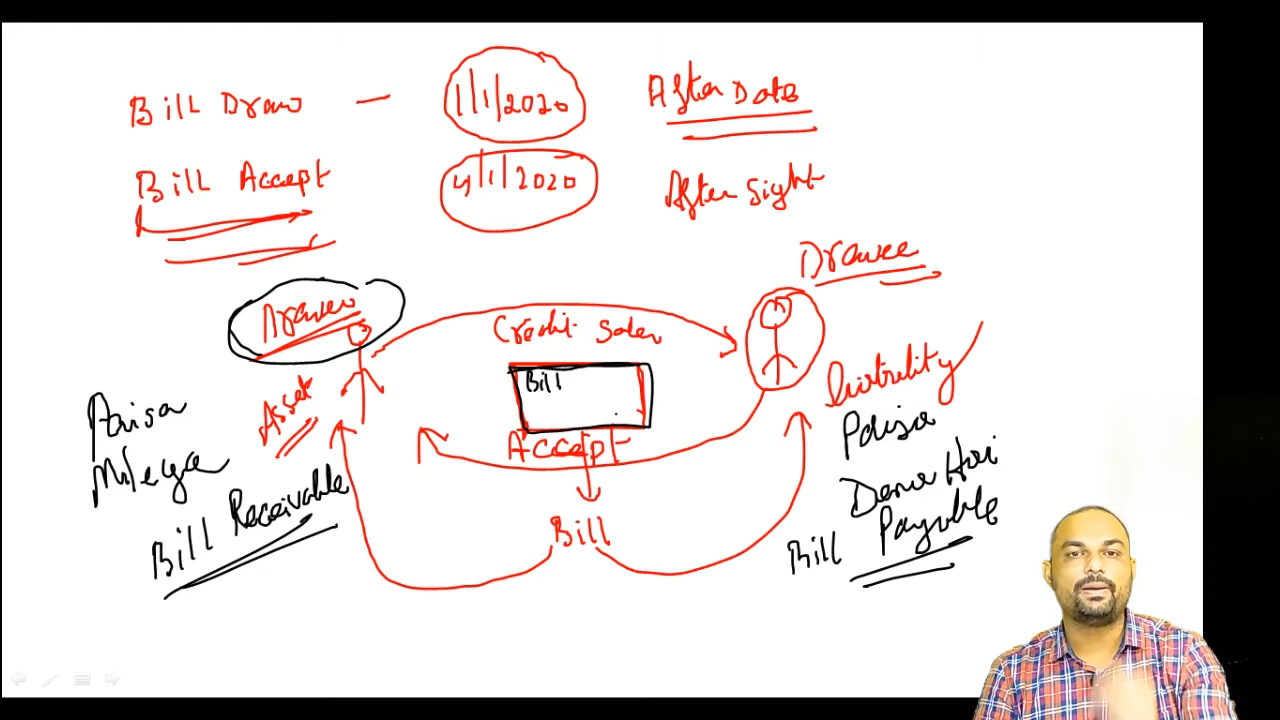 Bill Draw - 1/1/2020 After Date
Bill Accept 4/1/2020 After Sight
Drawer
Drawee
Credit Sales
Bill
Accept
Bill
Asset
Paisa
Milega
Bill Receivable
Liability
Paisa
Dena Hai
Bill Payable